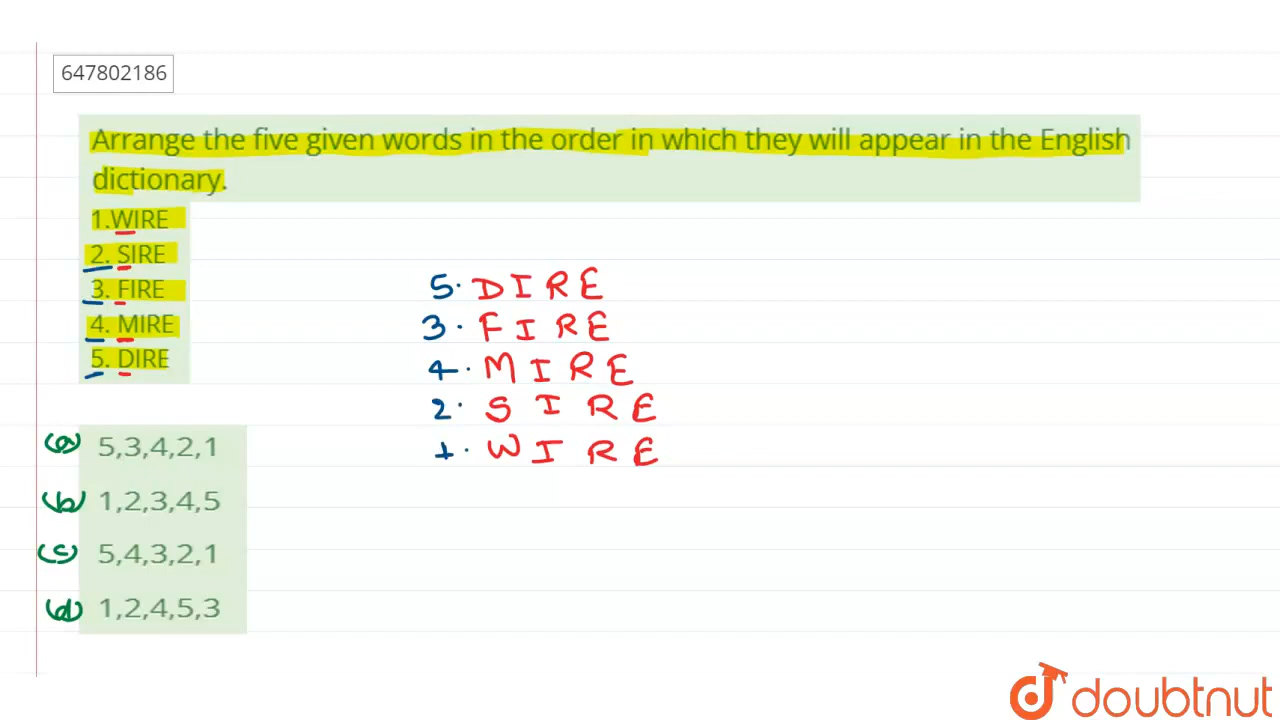 647802186
Arrange the five given words in the order in which they will appear in the English
dictionary.
1.WIRE
2. SIRE
3. FIRE
4. MIRE
5. DIRE
5. DIRE
3. FIRE
4. MIRE
2. SIRE
1. WIRE
(a) 5,3,4,2,1
(b) 1,2,3,4,5
(c) 5,4,3,2,1
(d) 1,2,4,5,3
doubtnut